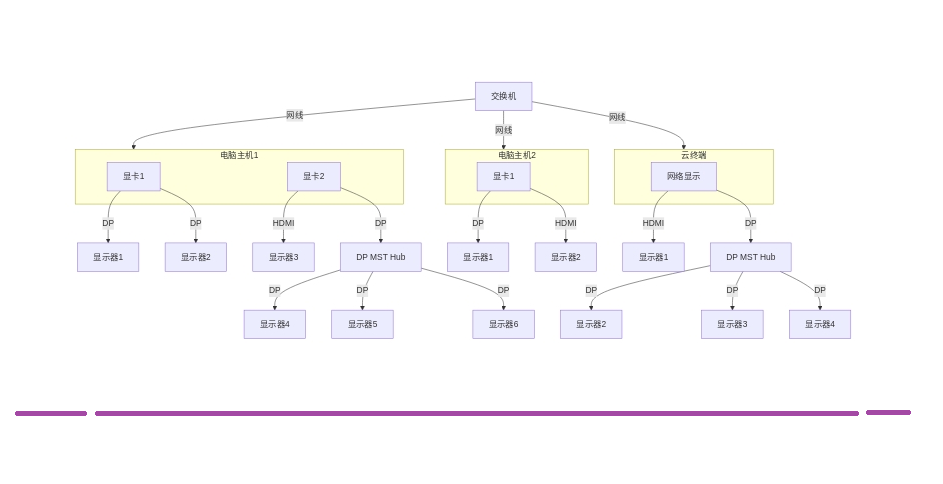 交换机
网线
网线
网线
电脑主机1
电脑主机2
云终端
显卡1
显卡2
显卡1
网络显示
DP
DP
HDMI
DP
DP
HDMI
HDMI
DP
显示器1
显示器2
显示器3
DP MST Hub
显示器1
显示器2
显示器1
DP MST Hub
DP
DP
DP
DP
DP
DP
显示器4
显示器5
显示器6
显示器2
显示器3
显示器4